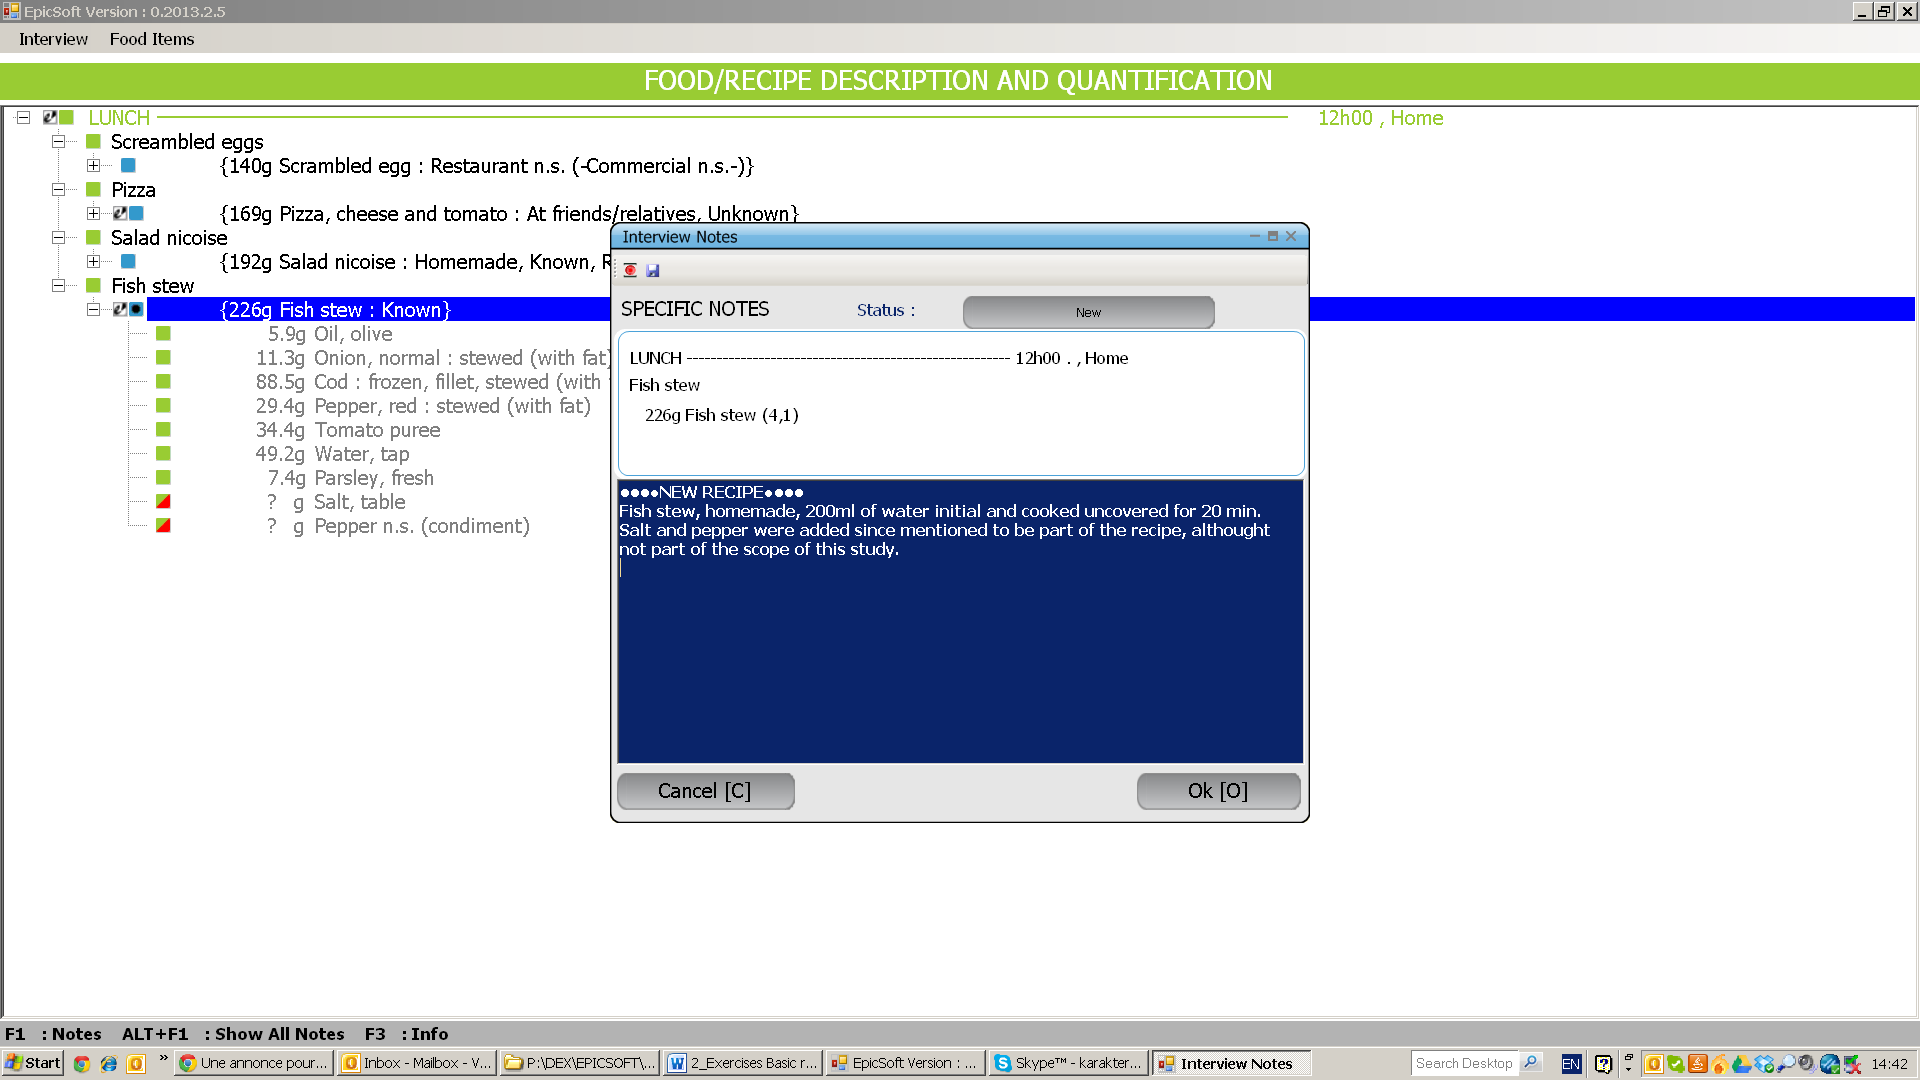 EpicSoft Version : 0.2013.2.5
Interview Food Items
FOOD/RECIPE DESCRIPTION AND QUANTIFICATION
LUNCH 12h00 , Home
Screambled eggs
{140g Scrambled egg : Restaurant n.s. (-Commercial n.s.-)}
Pizza
{169g Pizza, cheese and tomato : At friends/relatives, Unknown}
Salad nicoise
{192g Salad nicoise : Homemade, Known, R
Fish stew
{226g Fish stew : Known}
5.9g Oil, olive
11.3g Onion, normal : stewed (with fat)
88.5g Cod : frozen, fillet, stewed (with
29.4g Pepper, red : stewed (with fat)
34.4g Tomato puree
49.2g Water, tap
7.4g Parsley, fresh
? g Salt, table
? g Pepper n.s. (condiment)
Interview Notes
SPECIFIC NOTES Status : New
LUNCH ------------------------------------------------------ 12h00 . , Home
Fish stew
226g Fish stew (4,1)
●●●●NEW RECIPE●●●●
Fish stew, homemade, 200ml of water initial and cooked uncovered for 20 min.
Salt and pepper were added since mentioned to be part of the recipe, althought
not part of the scope of this study.
Cancel [C] Ok [O]
F1 : Notes ALT+F1 : Show All Notes F3 : Info
Start » Une annonce pour... Inbox - Mailbox - V... P:\DEX\EPICSOFT\... 2_Exercises Basic r... EpicSoft Version : ... Skype™ - karakter... Interview Notes Search Desktop EN 14:42